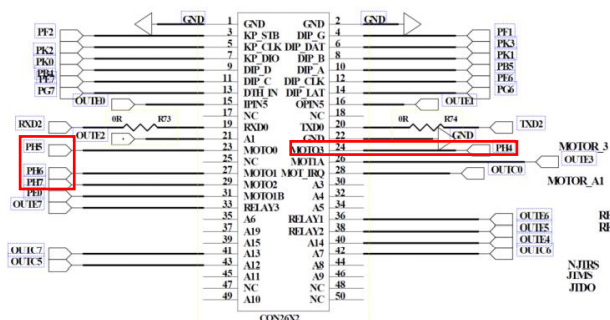 GND 1 GND GND 2 GND
PF2 3 KP_STB DIP_G 4 PF1
PK2 5 KP_CLK DIP_DAT 6 PK3
PK0 7 KP_DIO DIP_B 8 PK1
PB4 9 DIP_D DIP_A 10 PB5
PE7 11 DIP_C DIP_CLK 12 PE6
PG7 13 DTH_IN DIP_LAT 14 PG6
OUTE0 15 IPIN5 OPIN5 16 OUTE1
17 NC NC 18
RXD2 0R R73 19 RXD0 TXD0 20 0R R74 TXD2
OUTE2 21 A1 GND 22 GND
PH5 23 MOTO0 MOTO3 24 PH4 MOTOR_3
25 NC MOT1A 26 OUTE3
PH6 27 MOTO1 MOT_IRQ 28 OUTC0
PH7 29 MOTO2 A3 30 MOTOR_A1
PE0 31 MOTO1B A4 32
OUTE7 33 RELAY3 A5 34
35 A6 RELAY1 36 OUTE6 RE
37 A19 RELAY2 38 OUTE5 RE
39 A15 A14 40 OUTE4
OUTC7 41 A13 A7 42 OUTC6
OUTC5 43 A12 A8 44 NJIRS
45 A11 A9 46 JTMS
47 NC NC 48 JTDO
49 A10 NC 50
CON26X2